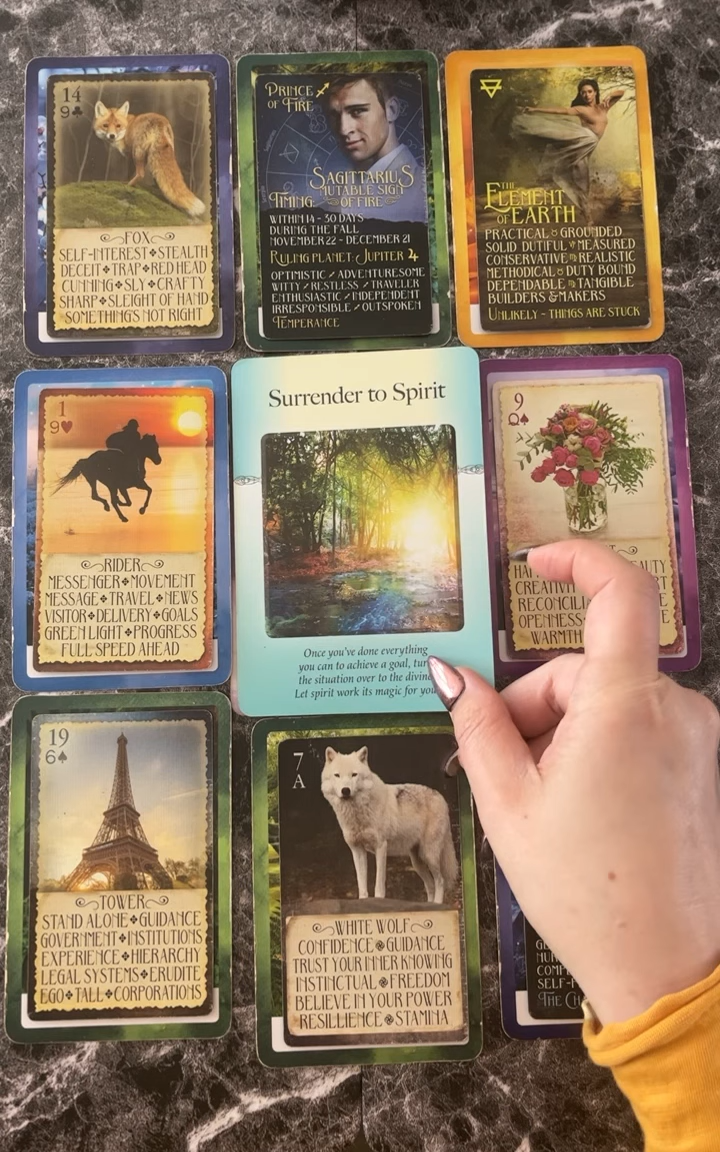 14
9♣
FOX
SELF-INTEREST❖STEALTH
DECEIT❖TRAP❖RED HEAD
CUNNING❖SLY❖CRAFTY
SHARP❖SLEIGHT OF HAND
SOMETHING'S NOT RIGHT
PRINCE ♐
OF FIRE
SAGITTARIUS
MUTABLE SIGN
TIMING: OF FIRE
WITHIN 14 - 30 DAYS
DURING THE FALL
NOVEMBER 22 - DECEMBER 21
RULING PLANET: JUPITER ♃
OPTIMISTIC / ADVENTURESOME
WITTY / RESTLESS / TRAVELLER
ENTHUSIASTIC / INDEPENDENT
IRRESPONSIBLE / OUTSPOKEN
TEMPERANCE
THE
ELEMENT
OF EARTH
PRACTICAL ♉ GROUNDED
SOLID DUTIFUL ♑ MEASURED
CONSERVATIVE ♍ REALISTIC
METHODICAL ♉ DUTY BOUND
DEPENDABLE ♍ TANGIBLE
BUILDERS & MAKERS
UNLIKELY - THINGS ARE STUCK
1
9♥
RIDER
MESSENGER❖MOVEMENT
MESSAGE❖TRAVEL❖NEWS
VISITOR❖DELIVERY❖GOALS
GREEN LIGHT❖PROGRESS
FULL SPEED AHEAD
Surrender to Spirit
Once you've done everything
you can to achieve a goal,
the situation over to the
Let spirit work its magic for
9
Q♠
OPENNESS
WARMTH
19
6♠
TOWER
STAND ALONE❖GUIDANCE
GOVERNMENT❖INSTITUTIONS
EXPERIENCE❖HIERARCHY
LEGAL SYSTEMS❖ERUDITE
EGO❖TALL❖CORPORATIONS
7
A
WHITE WOLF
CONFIDENCE❖GUIDANCE
TRUST YOUR INNER KNOWING
INSTINCTUAL❖FREEDOM
BELIEVE IN YOUR POWER
RESILLIENCE❖STAMINA
THE